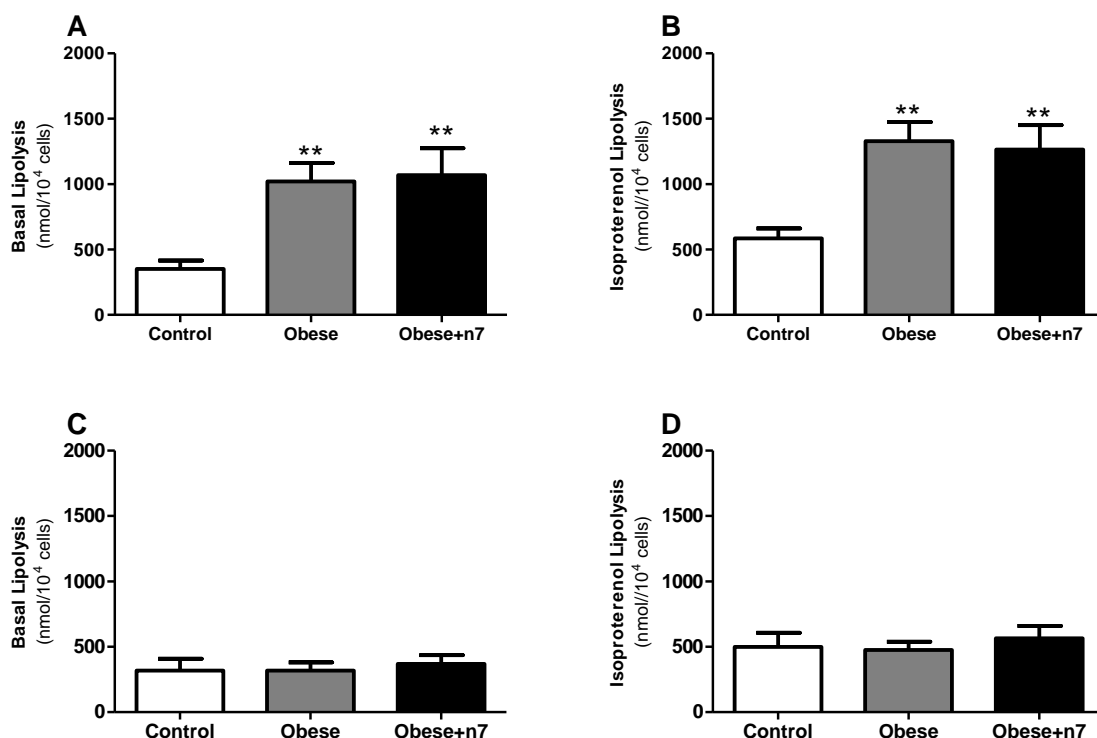 A
Basal Lipolysis
(nmol/10⁴ cells)
2000
1500
1000
500
0
**
**
Control
Obese
Obese+n7
B
Isoproterenol Lipolysis
(nmol//10⁴ cells)
2000
1500
1000
500
0
**
**
Control
Obese
Obese+n7
C
Basal Lipolysis
(nmol/10⁴ cells)
2000
1500
1000
500
0
Control
Obese
Obese+n7
D
Isoproterenol Lipolysis
(nmol//10⁴ cells)
2000
1500
1000
500
0
Control
Obese
Obese+n7